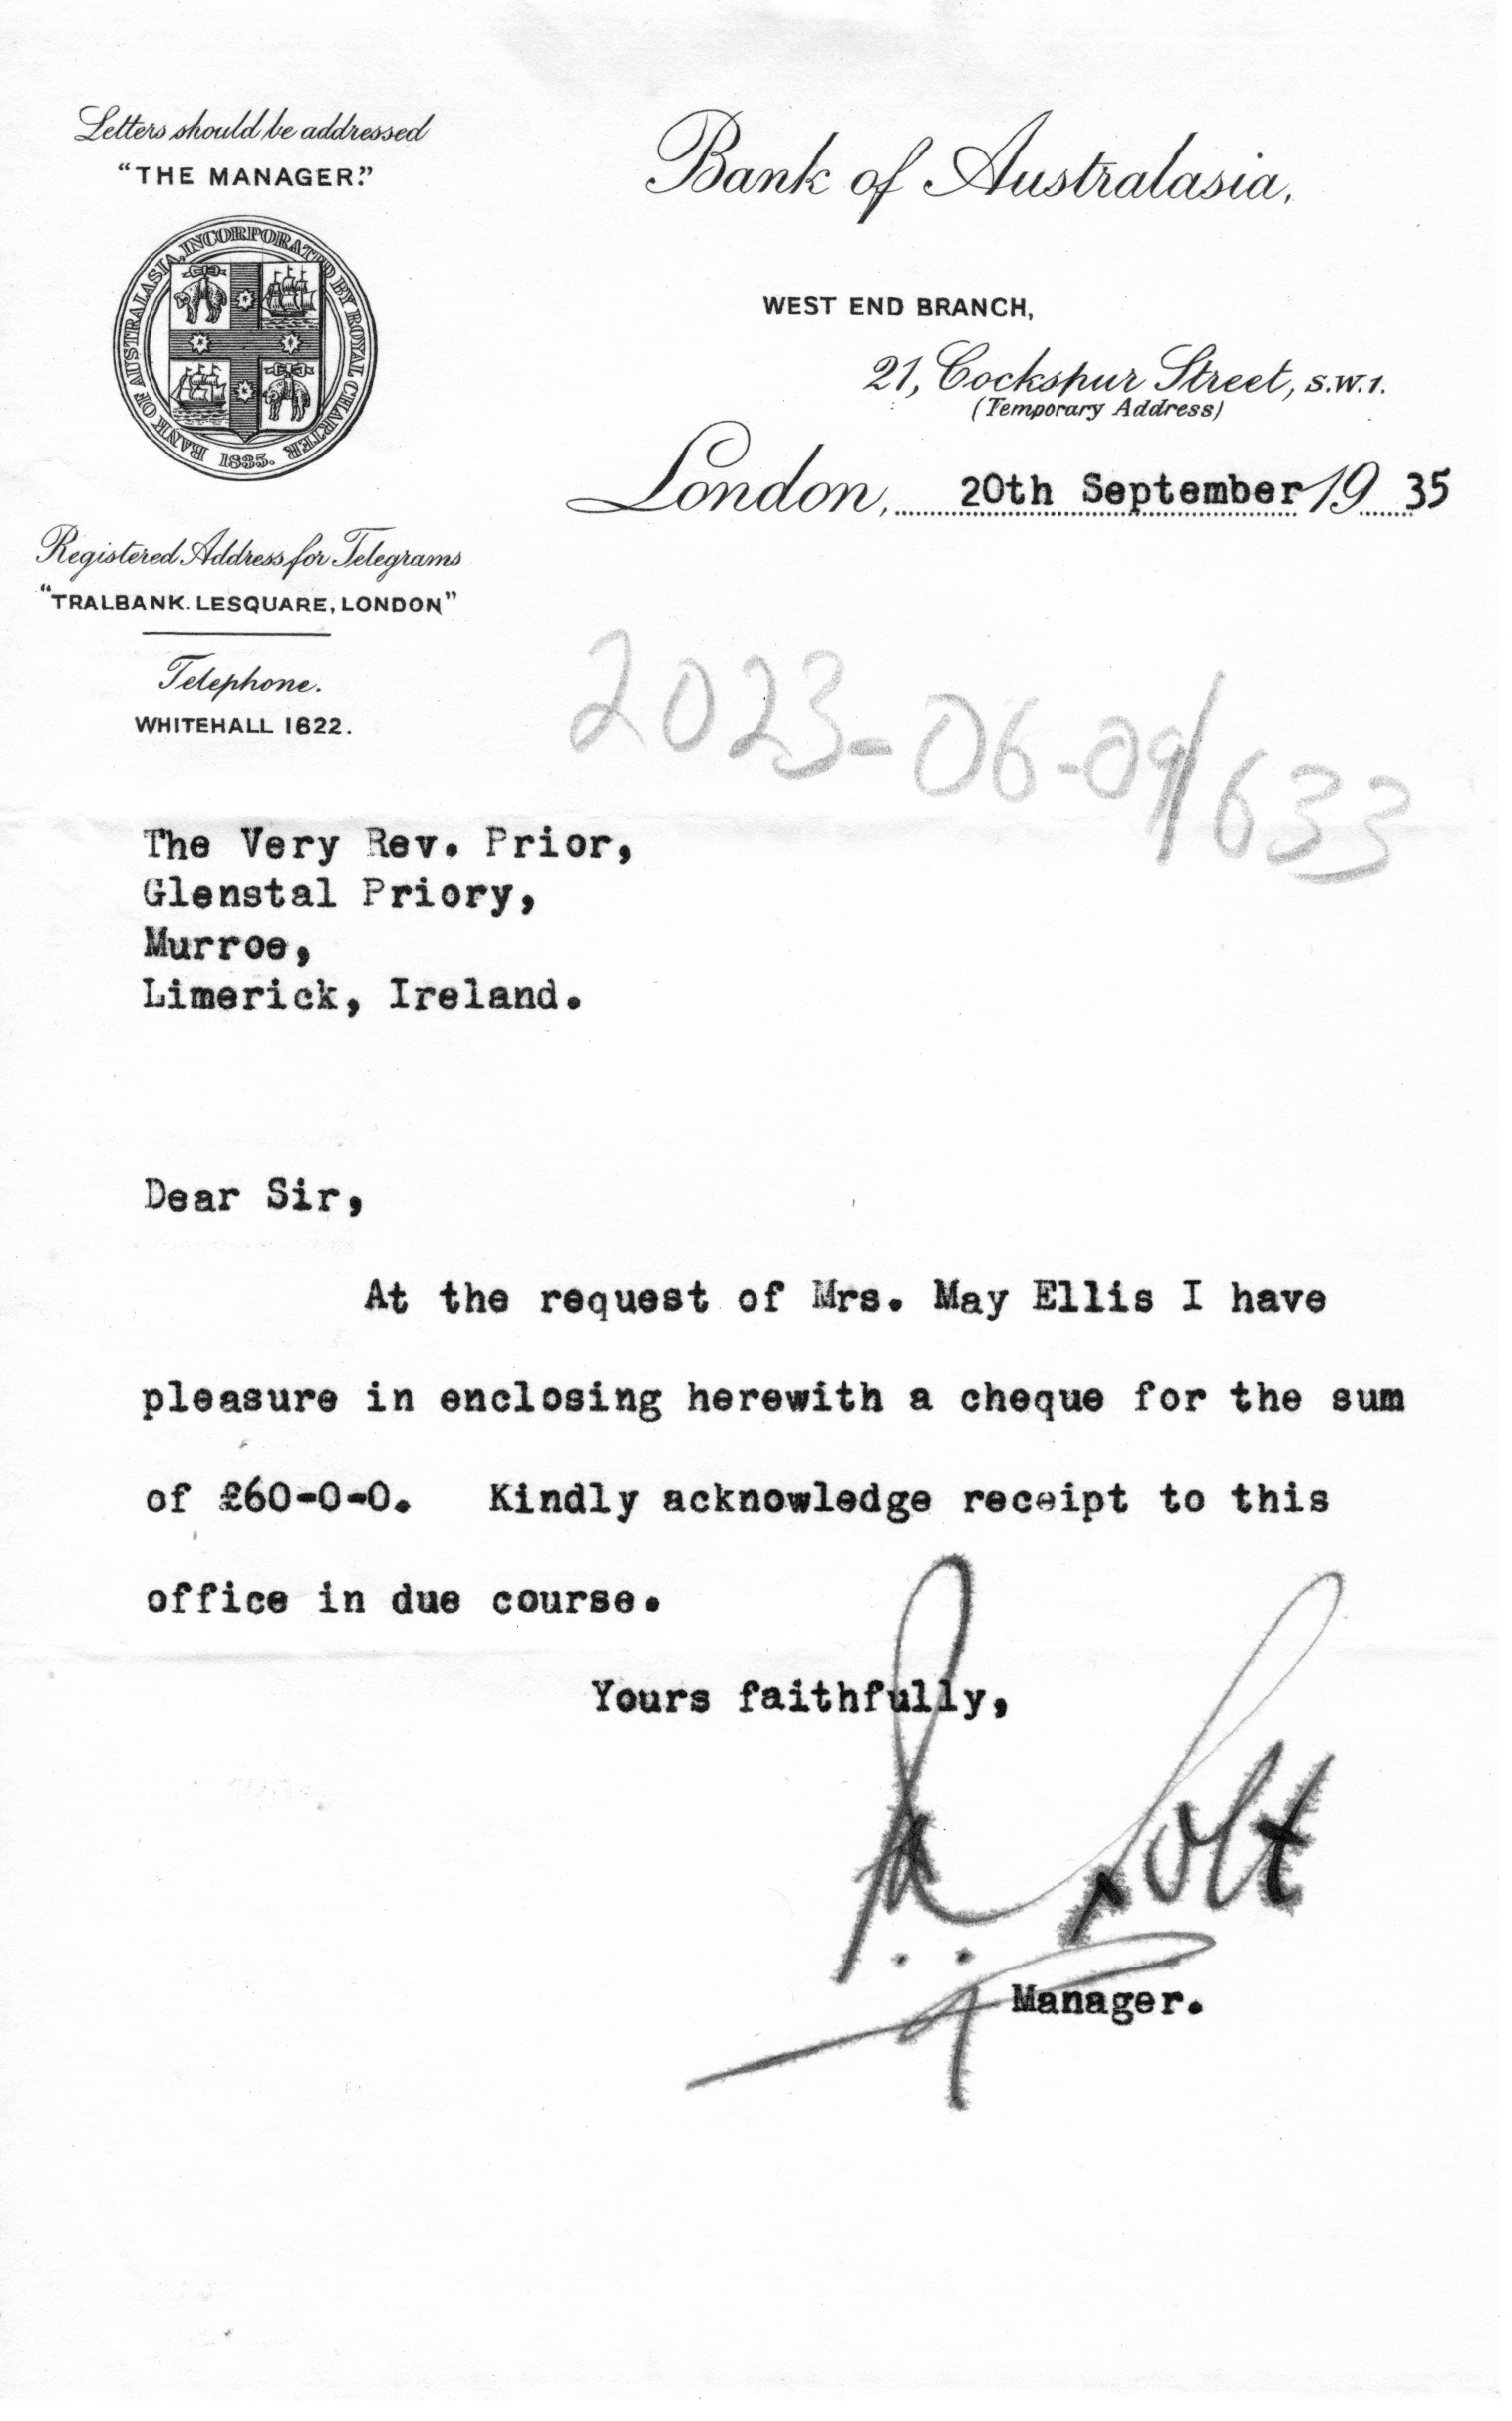 Letters should be addressed
"THE MANAGER."
BANK OF AUSTRALASIA, INCORPORATED BY ROYAL CHARTER 1835.
Registered Address for Telegrams
"TRALBANK. LESQUARE, LONDON"
Telephone.
WHITEHALL 1622.
Bank of Australasia,
WEST END BRANCH,
21, Cockspur Street, S.W.1.
(Temporary Address)
London, 20th September 19 35
2023-06-09/633
The Very Rev. Prior,
Glenstal Priory,
Murroe,
Limerick, Ireland.
Dear Sir,
At the request of Mrs. May Ellis I have
pleasure in enclosing herewith a cheque for the sum
of £60-0-0. Kindly acknowledge receipt to this
office in due course.
Yours faithfully,
Manager.